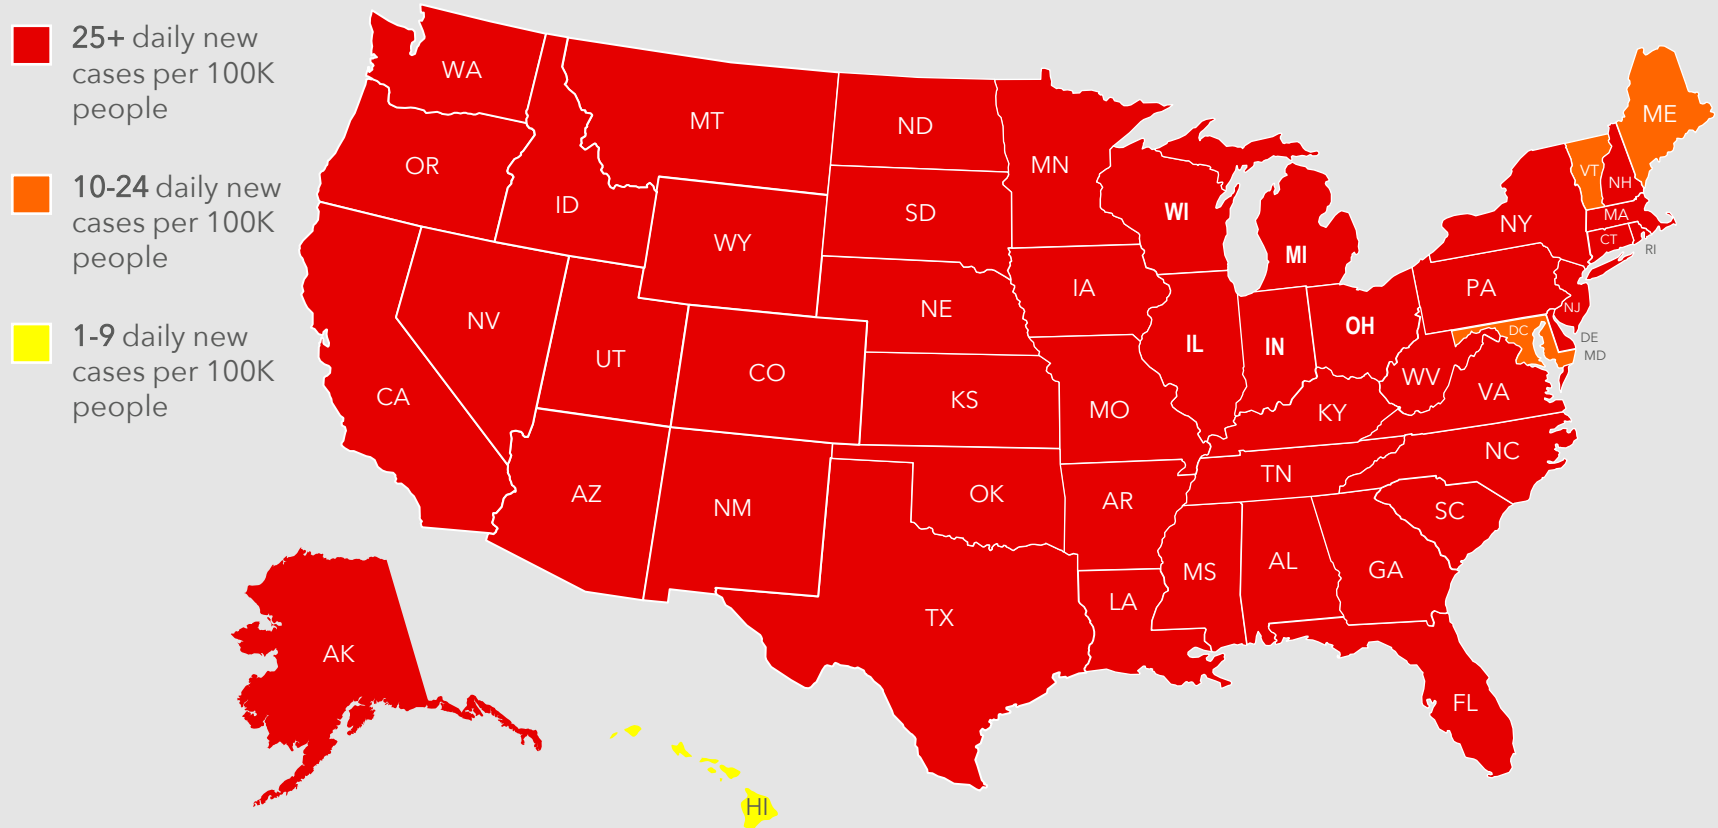 25+ daily new
cases per 100K
people
10-24 daily new
cases per 100K
people
1-9 daily new
cases per 100K
people
WA
MT
ND
MN
OR
ID
SD
WI
MI
NY
ME
VT
NH
MA
CT
RI
WY
IA
PA
NJ
NV
NE
UT
CO
IL
IN
OH
DC
DE
MD
CA
KS
MO
KY
WV
VA
AZ
NM
OK
AR
TN
NC
SC
MS
AL
GA
LA
TX
AK
FL
HI